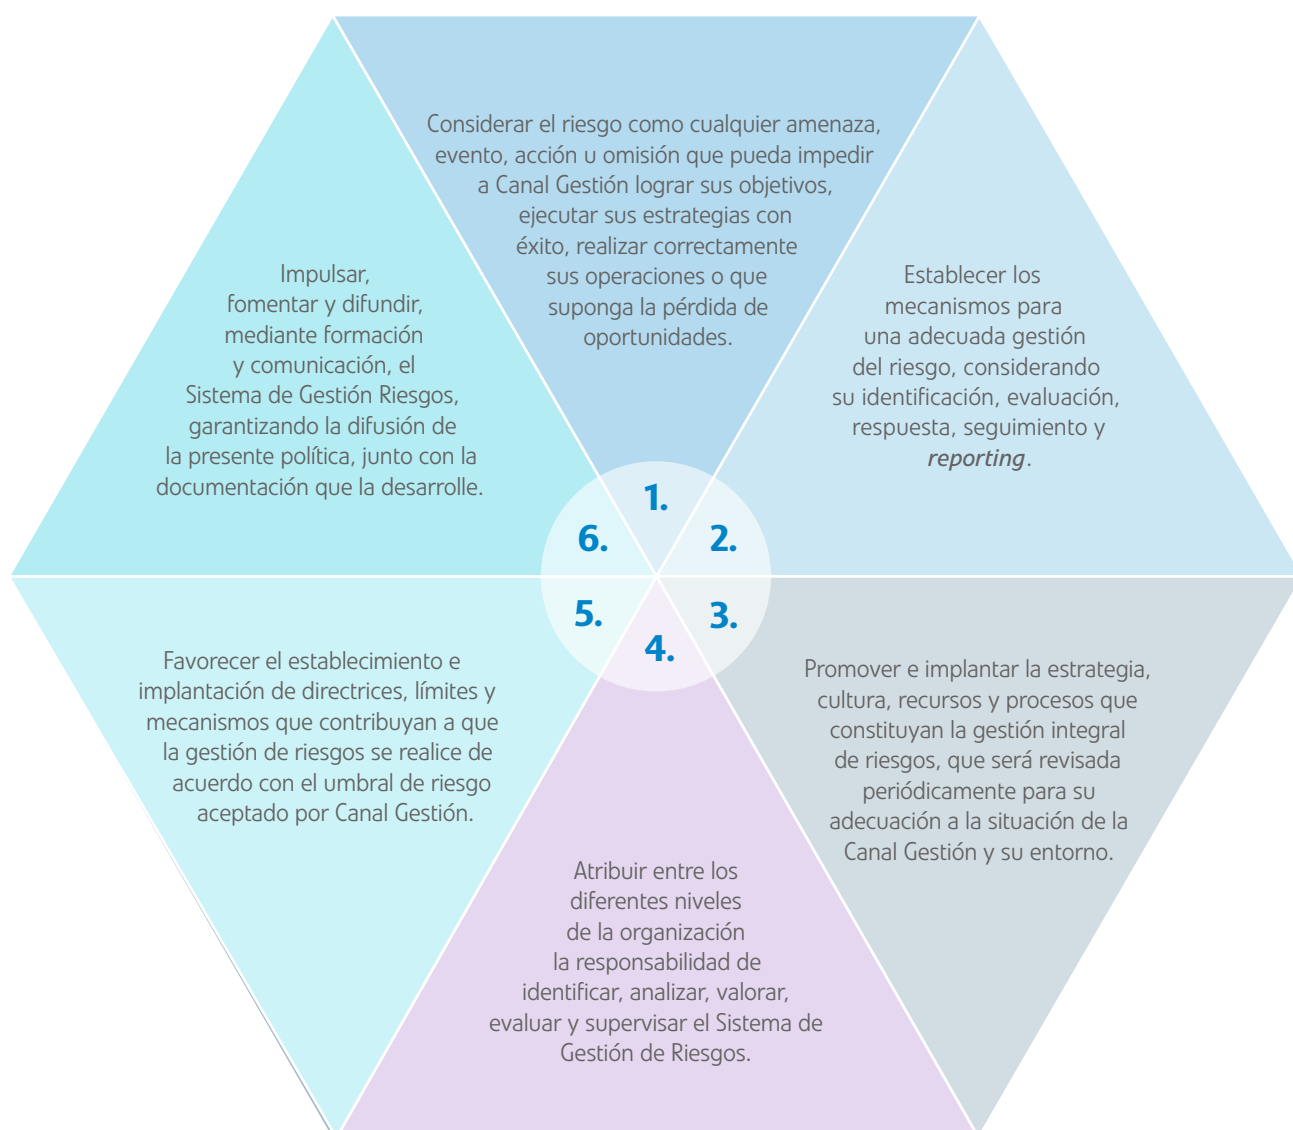 1.
Considerar el riesgo como cualquier amenaza,
evento, acción u omisión que pueda impedir
a Canal Gestión lograr sus objetivos,
ejecutar sus estrategias con
éxito, realizar correctamente
sus operaciones o que
suponga la pérdida de
oportunidades.
2.
Establecer los
mecanismos para
una adecuada gestión
del riesgo, considerando
su identificación, evaluación,
respuesta, seguimiento y
reporting.
3.
Promover e implantar la estrategia,
cultura, recursos y procesos que
constituyan la gestión integral
de riesgos, que será revisada
periódicamente para su
adecuación a la situación de la
Canal Gestión y su entorno.
4.
Atribuir entre los
diferentes niveles
de la organización
la responsabilidad de
identificar, analizar, valorar,
evaluar y supervisar el Sistema de
Gestión de Riesgos.
5.
Favorecer el establecimiento e
implantación de directrices, límites y
mecanismos que contribuyan a que
la gestión de riesgos se realice de
acuerdo con el umbral de riesgo
aceptado por Canal Gestión.
6.
Impulsar,
fomentar y difundir,
mediante formación
y comunicación, el
Sistema de Gestión Riesgos,
garantizando la difusión de
la presente política, junto con la
documentación que la desarrolle.